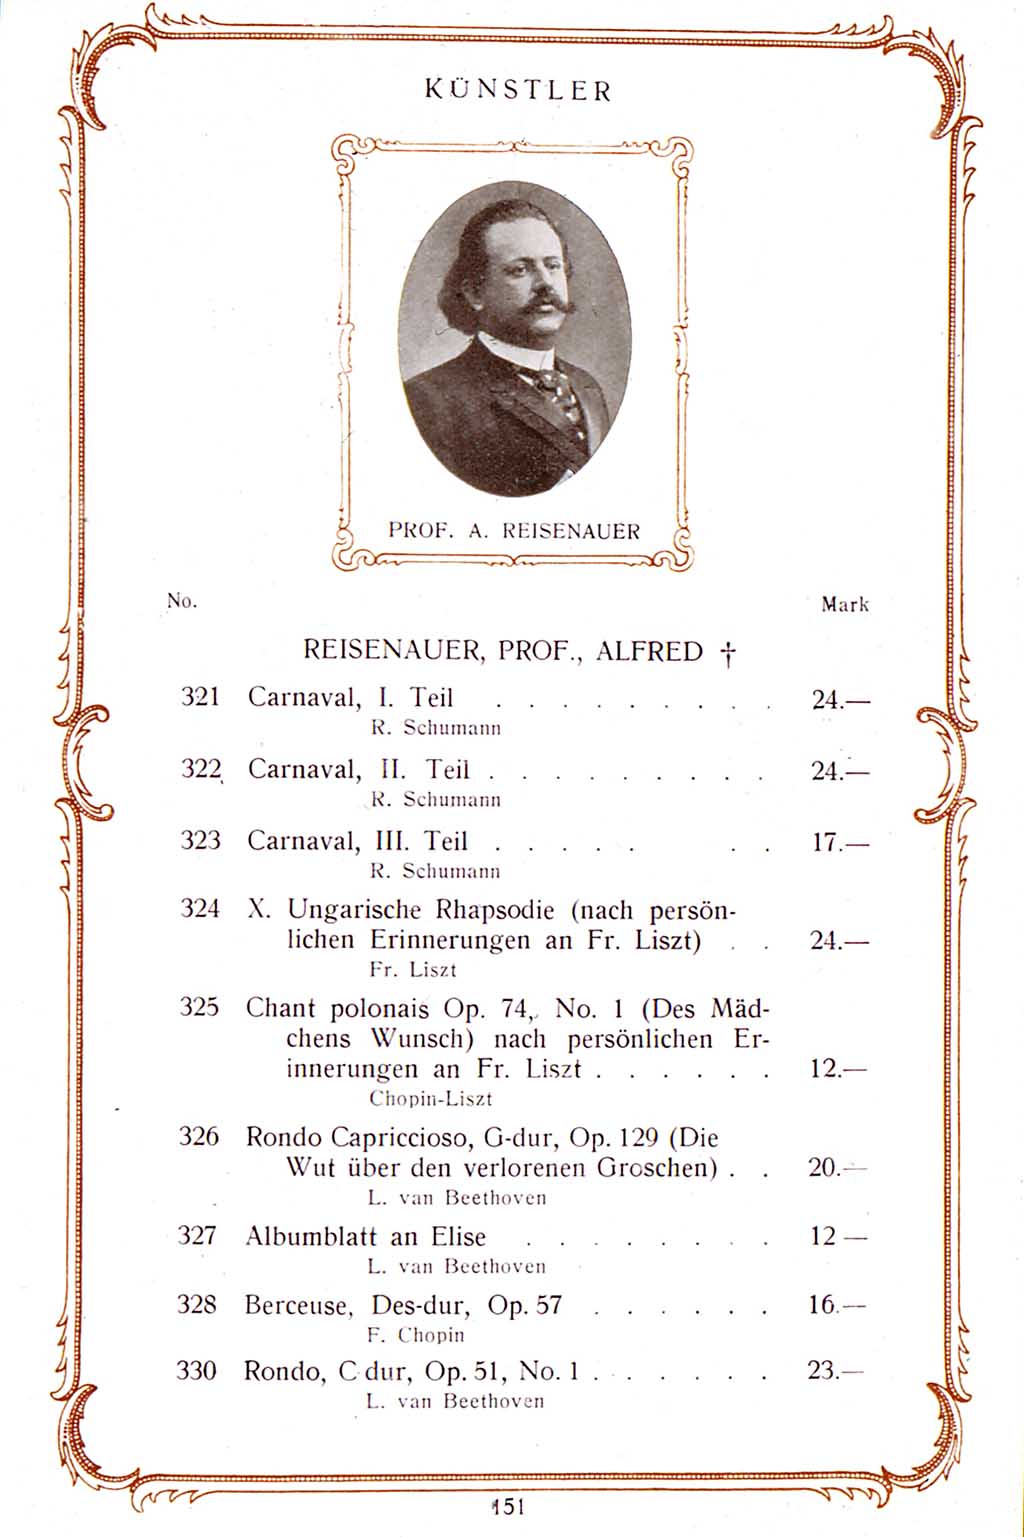 KÜNSTLER
PROF. A. REISENAUER
No. Mark
REISENAUER, PROF., ALFRED †
321 Carnaval, I. Teil . . . . . . . . . 24.—
R. Schumann
322 Carnaval, II. Teil . . . . . . . . . 24.—
R. Schumann
323 Carnaval, III. Teil . . . . . . . 17.—
R. Schumann
324 X. Ungarische Rhapsodie (nach persön-
lichen Erinnerungen an Fr. Liszt) . . 24.—
Fr. Liszt
325 Chant polonais Op. 74, No. 1 (Des Mäd-
chens Wunsch) nach persönlichen Er-
innerungen an Fr. Liszt . . . . . . 12.—
Chopin-Liszt
326 Rondo Capriccioso, G-dur, Op. 129 (Die
Wut über den verlorenen Groschen) . . 20.—
L. van Beethoven
327 Albumblatt an Elise . . . . . . . . 12 —
L. van Beethoven
328 Berceuse, Des-dur, Op. 57 . . . . . . 16.—
F. Chopin
330 Rondo, C dur, Op. 51, No. 1 . . . . . . 23.—
L. van Beethoven
151